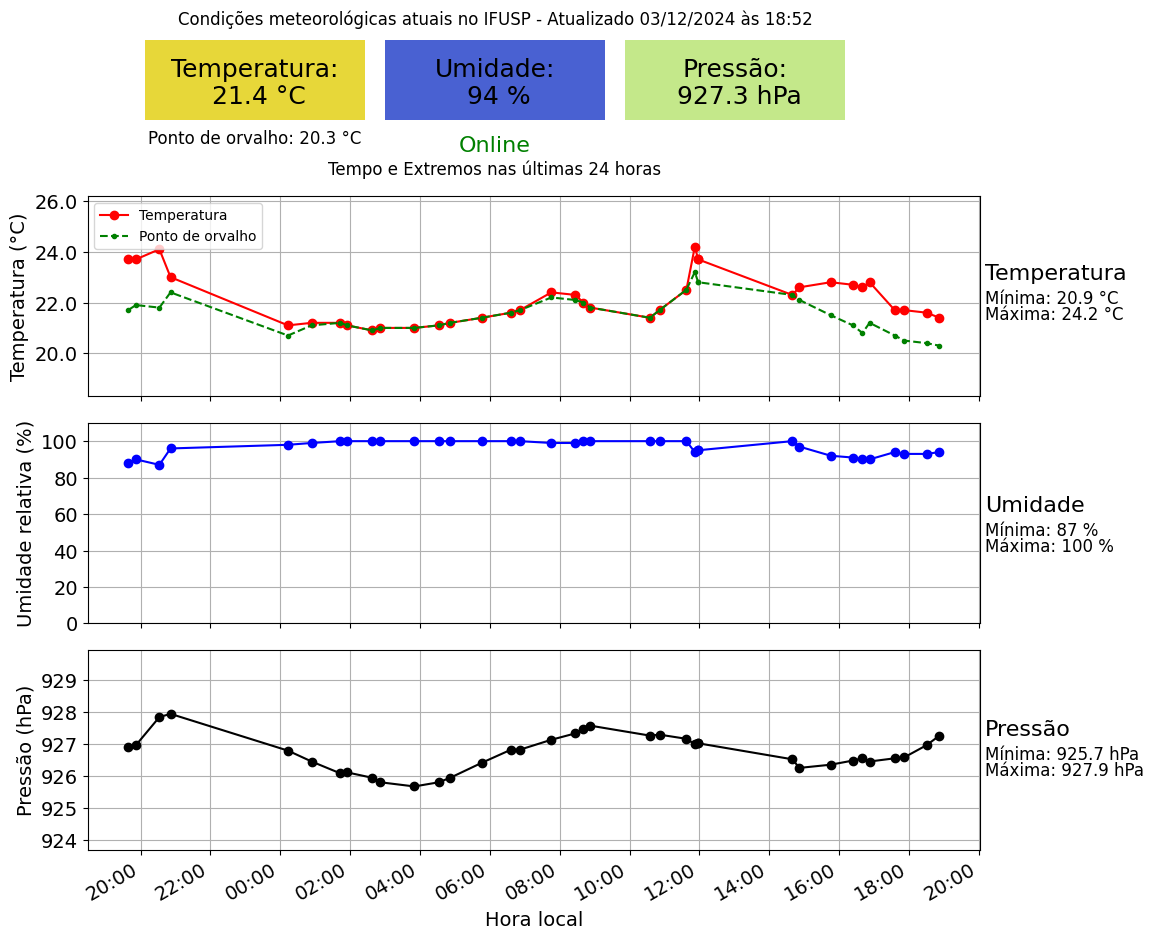 Condições meteorológicas atuais no IFUSP - Atualizado 03/12/2024 às 18:52
Temperatura:
21.4 °C
Umidade:
94 %
Pressão:
927.3 hPa
Ponto de orvalho: 20.3 °C
Online
Tempo e Extremos nas últimas 24 horas
Temperatura (°C)
26.0
24.0
22.0
20.0
Temperatura
Ponto de orvalho
Temperatura
Mínima: 20.9 °C
Máxima: 24.2 °C
Umidade relativa (%)
100
80
60
40
20
0
Umidade
Mínima: 87 %
Máxima: 100 %
Pressão (hPa)
929
928
927
926
925
924
Pressão
Mínima: 925.7 hPa
Máxima: 927.9 hPa
20:00 22:00 00:00 02:00 04:00 06:00 08:00 10:00 12:00 14:00 16:00 18:00 20:00
Hora local